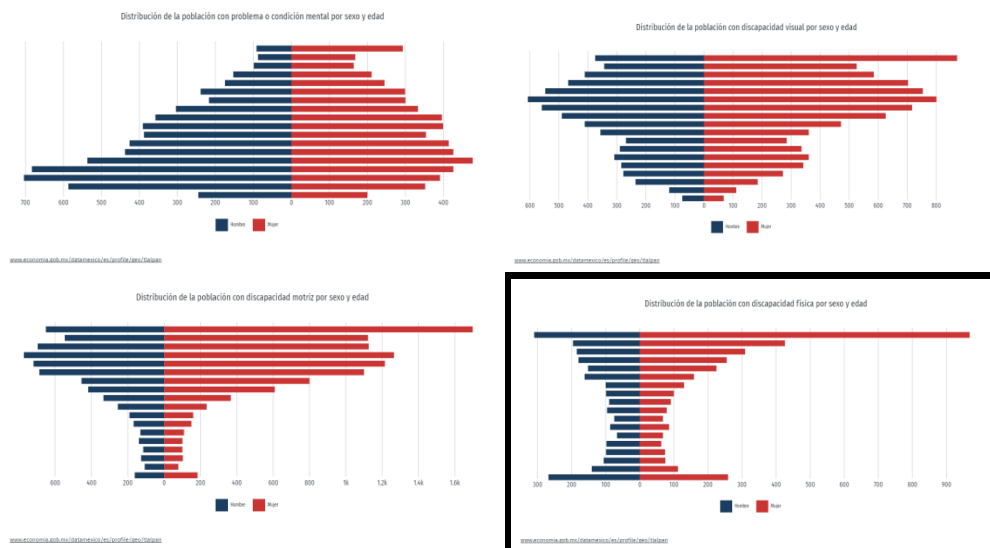 Distribución de la población con problema o condición mental por sexo y edad
700 600 500 400 300 200 100 0 100 200 300 400
Hombre Mujer
www.economia.gob.mx/datamexico/es/profile/geo/tlalpan
Distribución de la población con discapacidad visual por sexo y edad
600 500 400 300 200 100 0 100 200 300 400 500 600 700 800
Hombre Mujer
www.economia.gob.mx/datamexico/es/profile/geo/tlalpan
Distribución de la población con discapacidad motriz por sexo y edad
600 400 200 0 200 400 600 800 1k 1.2k 1.4k 1.6k
Hombre Mujer
www.economia.gob.mx/datamexico/es/profile/geo/tlalpan
Distribución de la población con discapacidad física por sexo y edad
300 200 100 0 100 200 300 400 500 600 700 800 900
Hombre Mujer
www.economia.gob.mx/datamexico/es/profile/geo/tlalpan